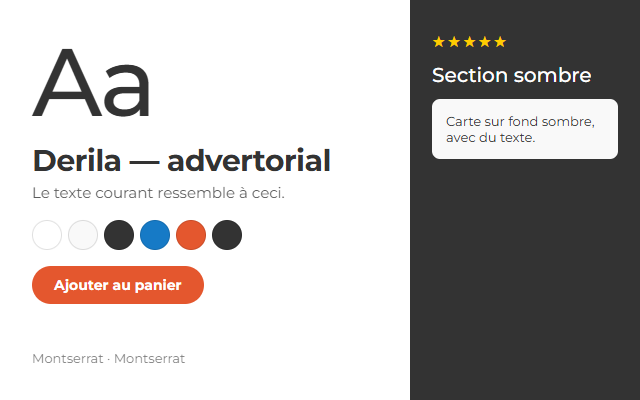 Aa
Derila — advertorial
Le texte courant ressemble à ceci.
Ajouter au panier
Montserrat · Montserrat
Section sombre
Carte sur fond sombre,
avec du texte.